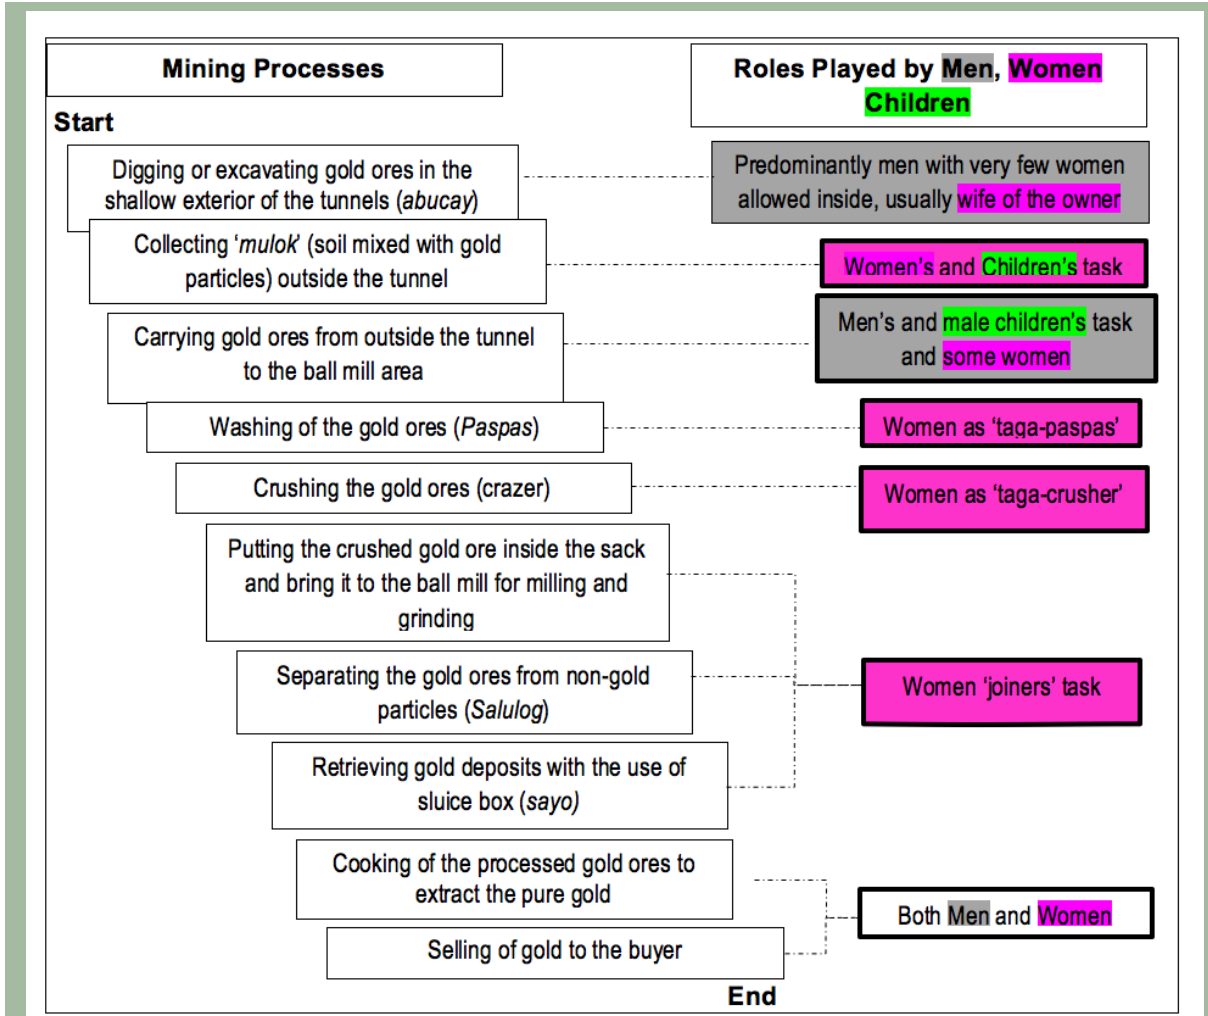 Mining Processes
Roles Played by Men, Women
Children
Start
Digging or excavating gold ores in the
shallow exterior of the tunnels (abucay)
Predominantly men with very few women
allowed inside, usually wife of the owner
Collecting ‘mulok’ (soil mixed with gold
particles) outside the tunnel
Women’s and Children’s task
Carrying gold ores from outside the tunnel
to the ball mill area
Men’s and male children’s task
and some women
Washing of the gold ores (Paspas)
Women as ‘taga-paspas’
Crushing the gold ores (crazer)
Women as ‘taga-crusher’
Putting the crushed gold ore inside the sack
and bring it to the ball mill for milling and
grinding
Separating the gold ores from non-gold
particles (Salulog)
Women ‘joiners’ task
Retrieving gold deposits with the use of
sluice box (sayo)
Cooking of the processed gold ores to
extract the pure gold
Both Men and Women
Selling of gold to the buyer
End